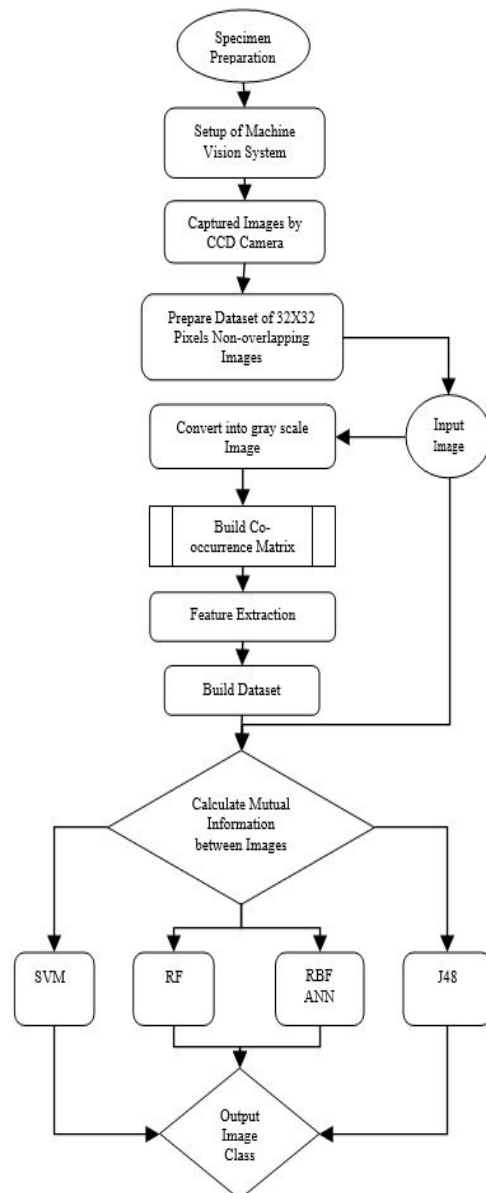 Specimen
Preparation
Setup of Machine
Vision System
Captured Images by
CCD Camera
Prepare Dataset of 32X32
Pixels Non-overlapping
Images
Input
Image
Convert into gray scale
Image
Build Co-
occurrence Matrix
Feature Extraction
Build Dataset
Calculate Mutual
Information
between Images
SVM
RF
RBF
ANN
J48
Output
Image
Class